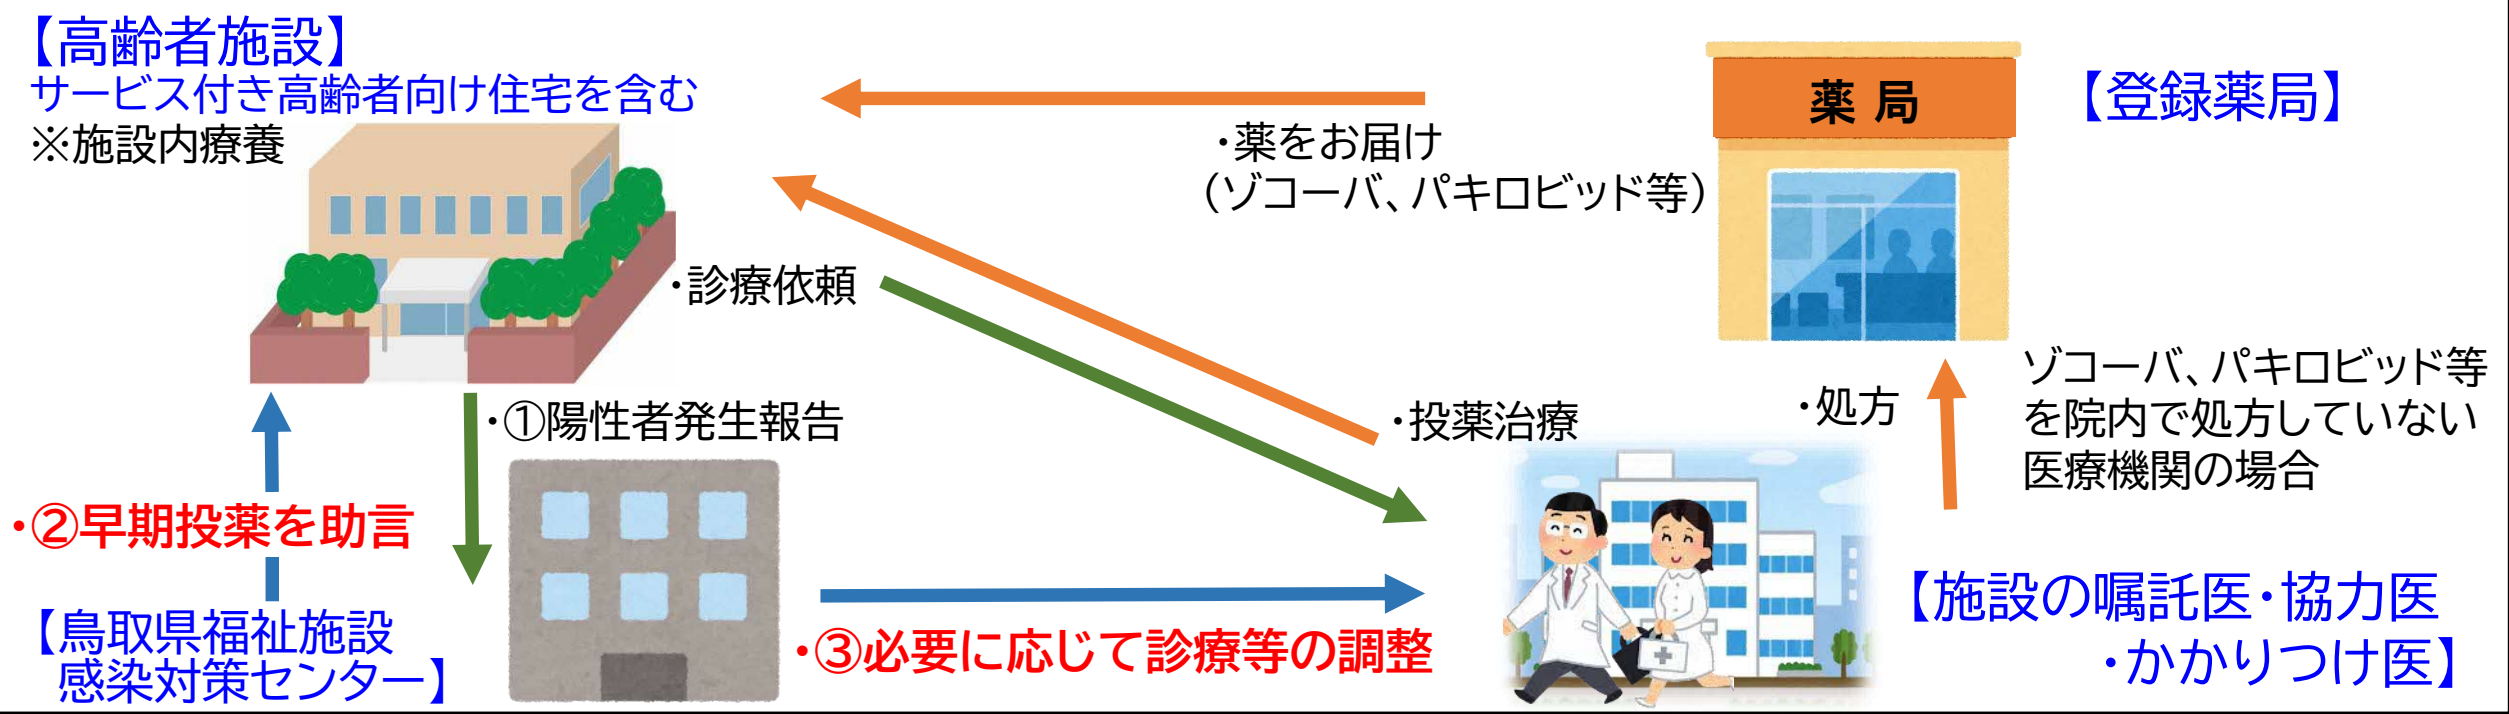 【高齢者施設】
サービス付き高齢者向け住宅を含む
※施設内療養
薬 局
【登録薬局】
・薬をお届け
（ゾコーバ、パキロビッド等）
・診療依頼
・①陽性者発生報告
・投薬治療
・処方
ゾコーバ、パキロビッド等
を院内で処方していない
医療機関の場合
・②早期投薬を助言
【鳥取県福祉施設
感染対策センター】
・③必要に応じて診療等の調整
【施設の嘱託医・協力医
・かかりつけ医】